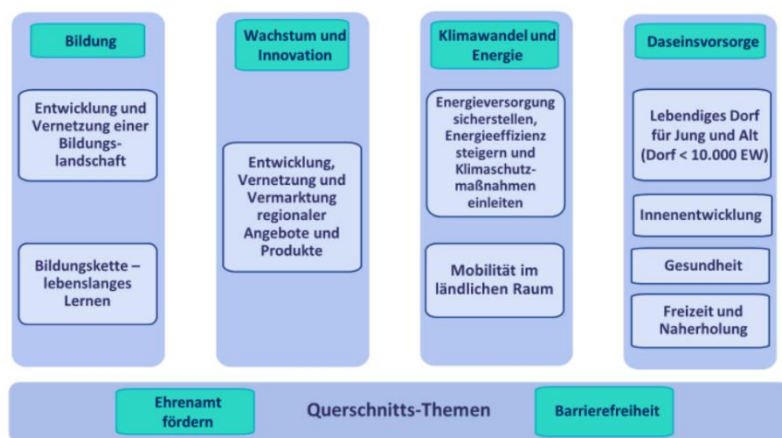 Bildung
Entwicklung und
Vernetzung einer
Bildungs-
landschaft
Bildungskette –
lebenslanges
Lernen
Wachstum und
Innovation
Entwicklung,
Vernetzung und
Vermarktung
regionaler
Angebote und
Produkte
Klimawandel und
Energie
Energieversorgung
sicherstellen,
Energieeffizienz
steigern und
Klimaschutz-
maßnahmen
einleiten
Mobilität im
ländlichen Raum
Daseinsvorsorge
Lebendiges Dorf
für Jung und Alt
(Dorf < 10.000 EW)
Innenentwicklung
Gesundheit
Freizeit und
Naherholung
Ehrenamt
fördern
Querschnitts-Themen
Barrierefreiheit